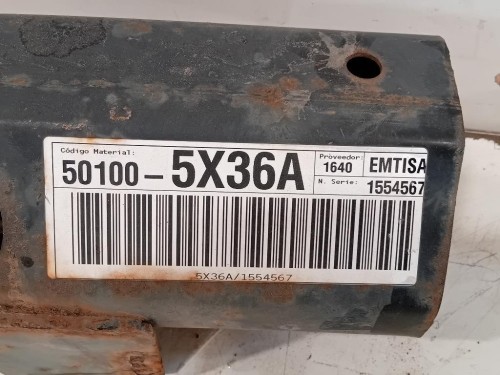 Código Material:
50100-5X36A
Proveedor:
1640 EMTISA
N. Serie: 1554567
5X36A/1554567